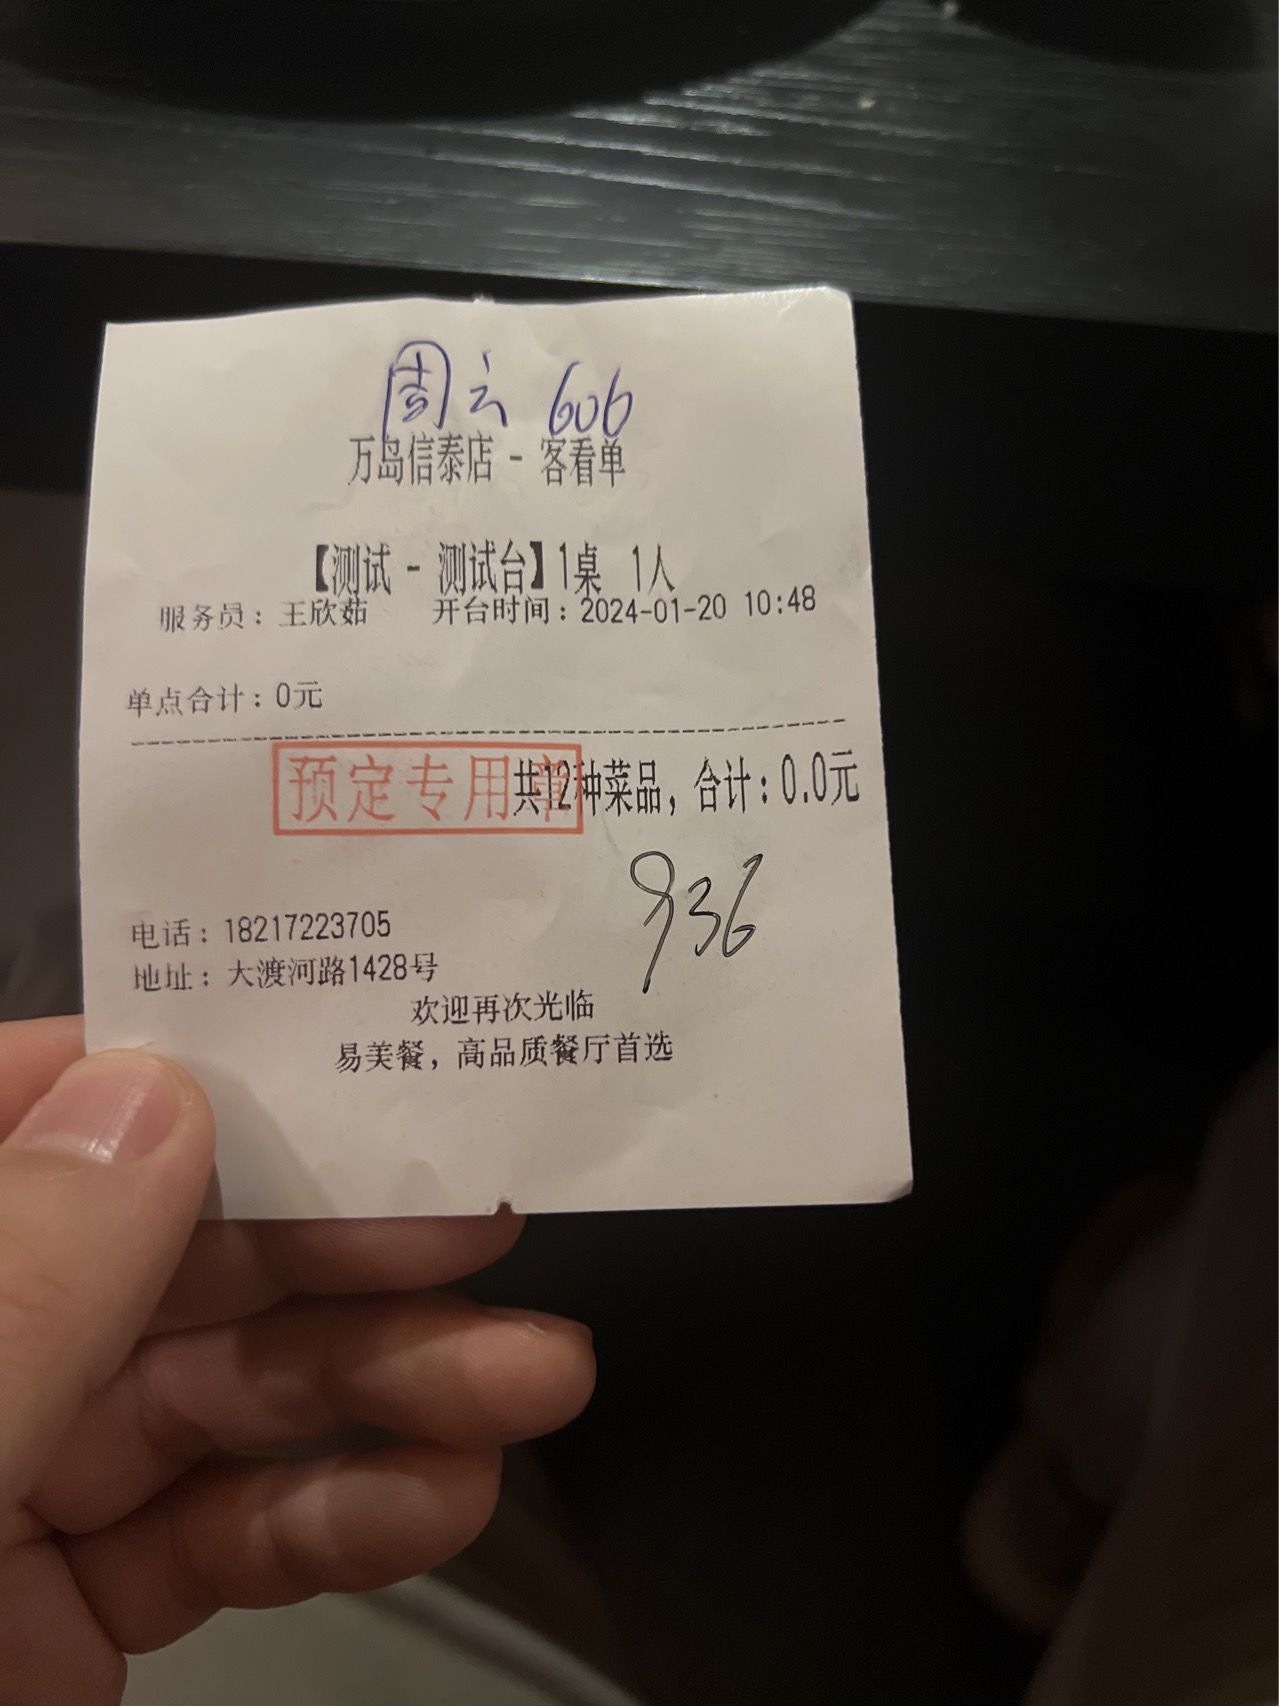 周云 606
万岛信泰店 - 客看单
【测试 - 测试台】1桌 1人
服务员：王欣茹 开台时间：2024-01-20 10:48
单点合计：0元
预定专用章
共12种菜品，合计：0.0元
936
电话：18217223705
地址：大渡河路1428号
欢迎再次光临
易美餐，高品质餐厅首选